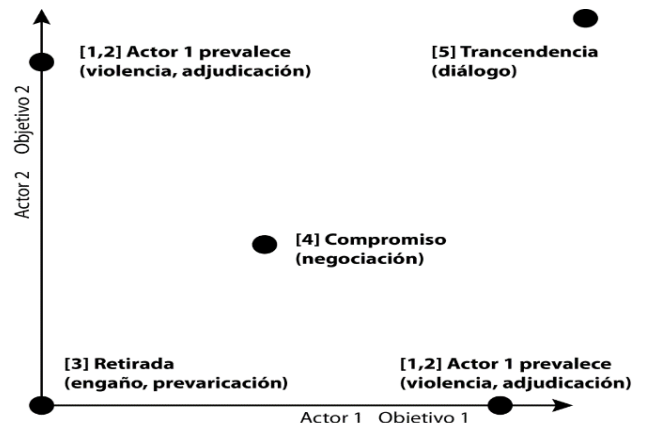 [1,2] Actor 1 prevalece
(violencia, adjudicación)
[5] Trancendencia
(diálogo)
Actor 2 Objetivo 2
[4] Compromiso
(negociación)
[3] Retirada
(engaño, prevaricación)
[1,2] Actor 1 prevalece
(violencia, adjudicación)
Actor 1 Objetivo 1